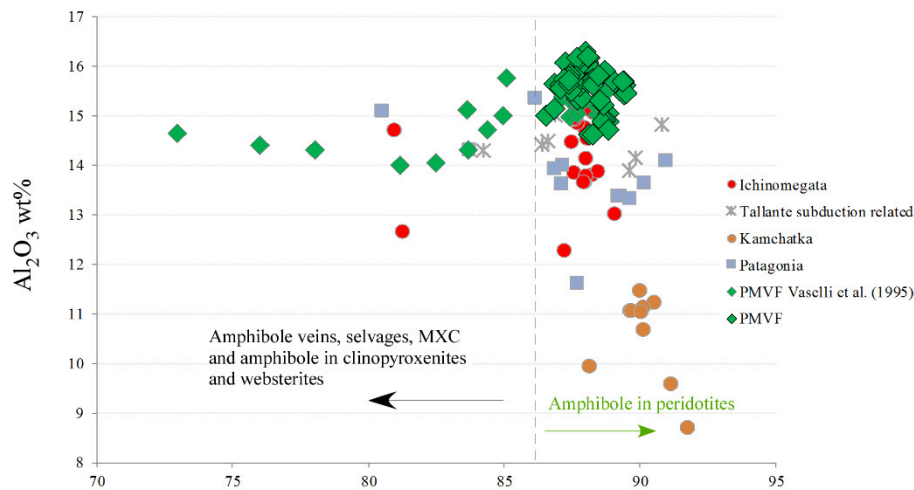 17
16
15
14
13
12
11
10
9
8
Al₂O₃ wt%
Ichinomegata
Tallante subduction related
Kamchatka
Patagonia
PMVF Vaselli et al. (1995)
PMVF
Amphibole veins, selvages, MXC
and amphibole in clinopyroxenites
and websterites
Amphibole in peridotites
70 75 80 85 90 95